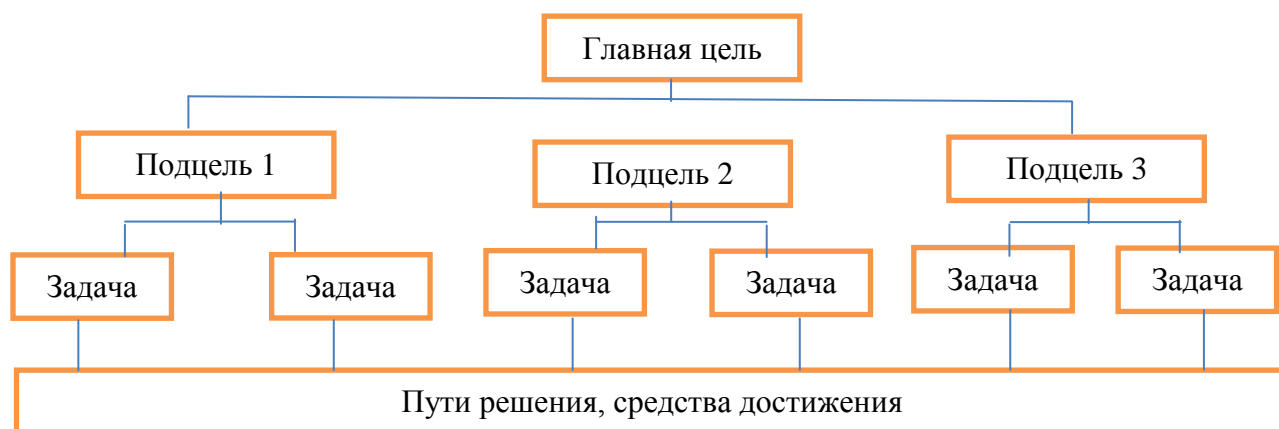 Главная цель
Подцель 1
Подцель 2
Подцель 3
Задача
Задача
Задача
Задача
Задача
Задача
Пути решения, средства достижения